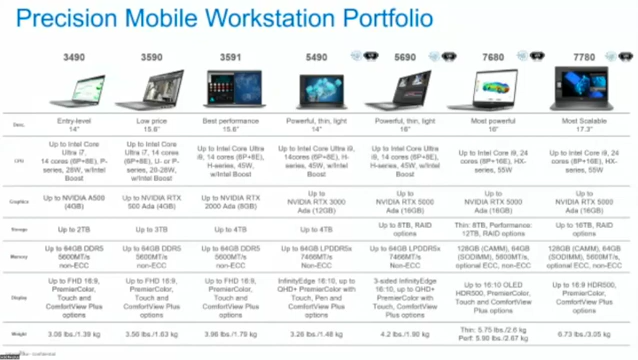 Precision Mobile Workstation Portfolio
3490 3590 3591 5490 5690 7680 7780
Desc. Entry-level 14" Low price 15.6" Best performance 15.6" Powerful, thin, light 14" Powerful, thin, light 16" Most powerful 16" Most Scalable 17.3"
CPU
Up to Intel Core Ultra i7, 14 cores (6P+8E), P-series, 28W, w/Intel Boost
Up to Intel Core Ultra i7, 14 cores (6P+8E), U- or P-series, 20-28W, w/Intel Boost
Up to Intel Core Ultra i9, 14 cores (6P+8E), H-series, 45W, w/Intel Boost
Up to Intel Core Ultra i9, 14cores (6P+8E), H-series, 45W, w/Intel Boost
Up to Intel Core Ultra i9, 14 cores (6P+8E), H-series, 45W, w/Intel Boost
Up to Intel Core i9, 24 cores (8P+16E), HX-series, 55W
Up to Intel Core i9, 24 cores (8P+16E), HX-series, 55W
Graphics
Up to NVIDIA A500 (4GB)
Up to NVIDIA RTX 500 Ada (4GB)
Up to NVIDIA RTX 2000 Ada (8GB)
Up to NVIDIA RTX 3000 Ada (12GB)
Up to NVIDIA RTX 5000 (16GB)
Up to NVIDIA RTX 5000 Ada (16GB)
Up to NVIDIA RTX 5000 Ada (16GB)
Storage
Up to 2TB
Up to 3TB
Up to 4TB
Up to 4TB
Up to 8TB, RAID options
Thin: 8TB, Performance: 12TB, RAID options
Up to 16TB, RAID options
Memory
Up to 64GB DDR5 5600MT/s non-ECC
Up to 64GB DDR5 5600MT/s non-ECC
Up to 64GB DDR5 5600MT/s non-ECC
Up to 64GB LPDDR5x 7466MT/s Non-ECC
Up to 64GB LPDDR5x 7467MT/s, Non-ECC
128GB (CAMM), 64GB (SODIMM), 5600MT/s, optional ECC, non-ECC
128GB (CAMM), 64GB (SODIMM), 5600MT/s, optional ECC, non-ECC
Display
Up to FHD 16:9, PremierColor, Touch and ComfortView Plus options
Up to FHD 15:9, PremierColor, Touch and ComfortView Plus options
Up to FHD 16:9, PremierColor, Touch and ComfortView Plus options
InfinityEdge 16:10, up to QHD+ PremierColor with Touch, Pen and ComfortView Plus options
3-sided InfinityEdge 16:10, up to QHD+ PremierColor with Touch, ComfortView Plus options
Up to 16:10 OLED HDR500, PremierColor, Touch and ComfortView Plus options
Up to 16:9 HDR500, PremierColor, ComfortView Plus options
Weight
3.08 lbs/1.39 kg
3.56 lbs/1.63 kg
3.96 lbs/1.79 kg
3.26 lbs/1.48 kg
4.2 lbs/1.90 kg
Thin: 5.75 lbs/2.6 kg
Perf: 5.90 lbs/2.67 kg
6.73 lbs/3.05 kg